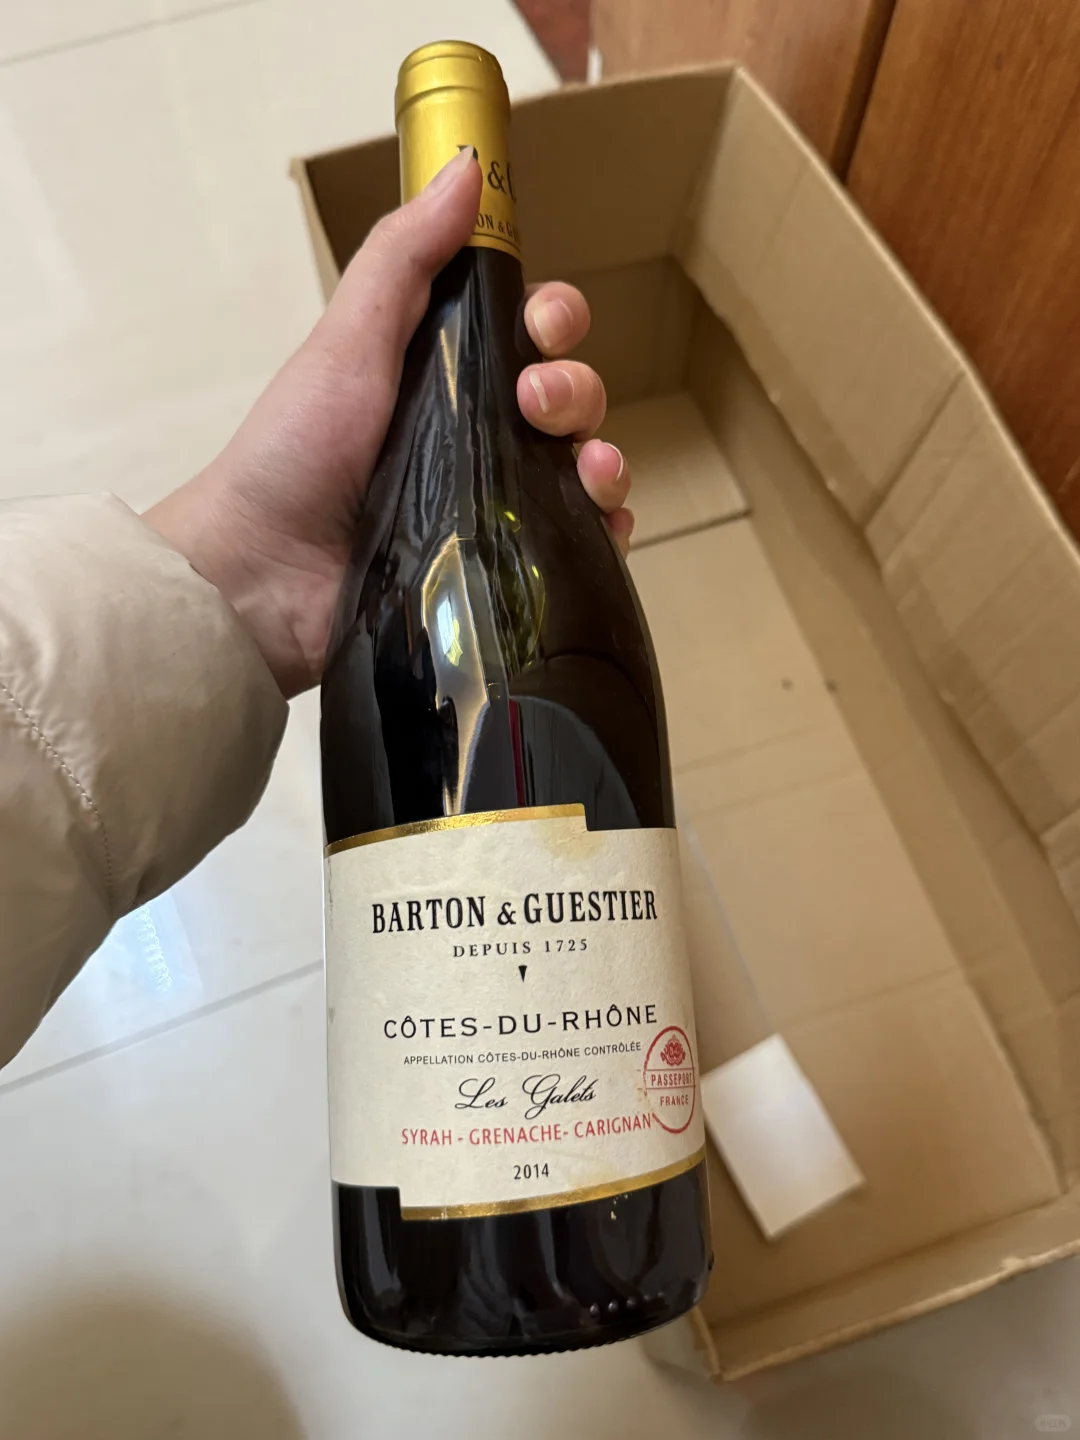 & G
ON & G
BARTON & GUESTIER
DEPUIS 1725
CÔTES-DU-RHÔNE
APPELLATION CÔTES-DU-RHÔNE CONTRÔLÉE
Les Galets
PASSEPORT
FRANCE
SYRAH - GRENACHE- CARIGNAN
2014